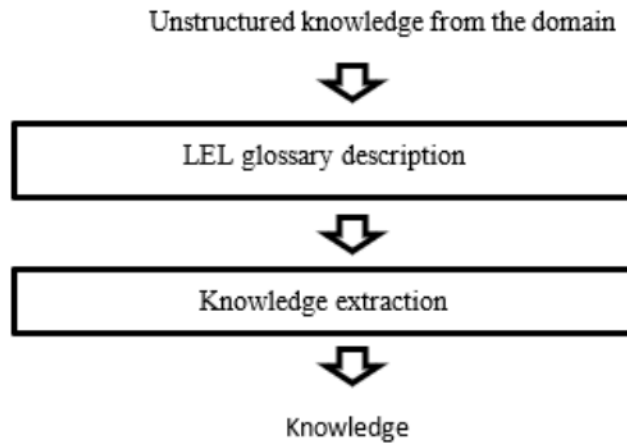 Unstructured knowledge from the domain
LEL glossary description
Knowledge extraction
Knowledge